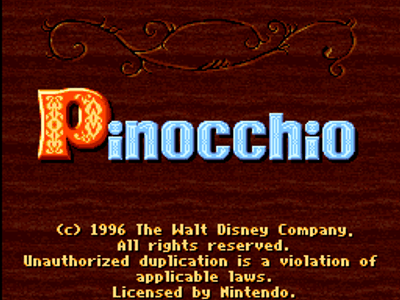 Pinocchio
(c) 1996 The Walt Disney Company.
All rights reserved.
Unauthorized duplication is a violation of
applicable laws.
Licensed by Nintendo.